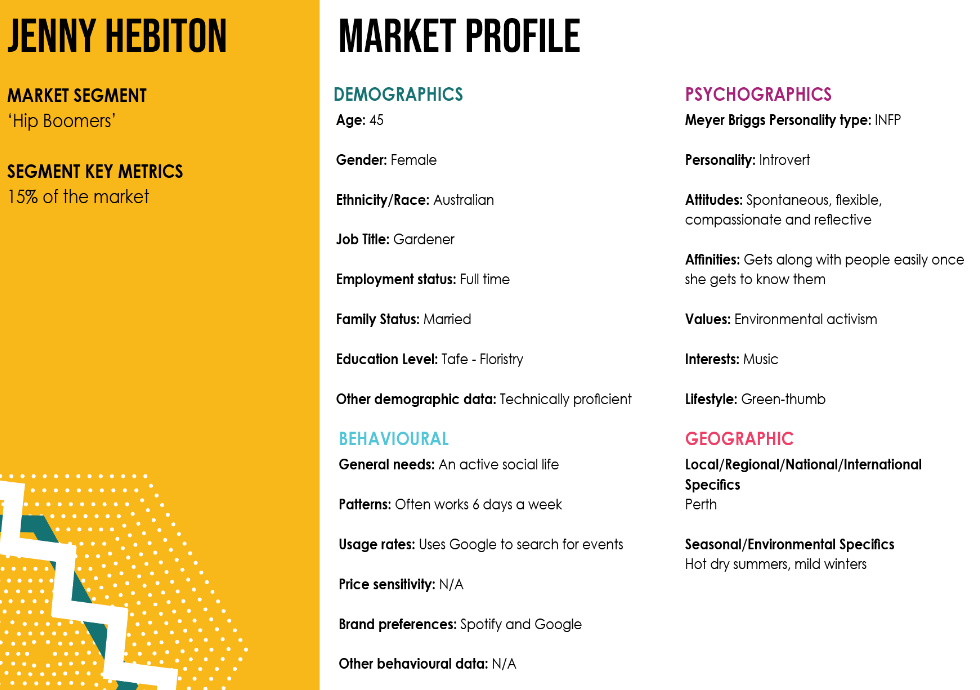 JENNY HEBITON
MARKET SEGMENT
‘Hip Boomers’
SEGMENT KEY METRICS
15% of the market
MARKET PROFILE
DEMOGRAPHICS
Age: 45
Gender: Female
Ethnicity/Race: Australian
Job Title: Gardener
Employment status: Full time
Family Status: Married
Education Level: Tafe - Floristry
Other demographic data: Technically proficient
BEHAVIOURAL
General needs: An active social life
Patterns: Often works 6 days a week
Usage rates: Uses Google to search for events
Price sensitivity: N/A
Brand preferences: Spotify and Google
Other behavioural data: N/A
PSYCHOGRAPHICS
Meyer Briggs Personality type: INFP
Personality: Introvert
Attitudes: Spontaneous, flexible,
compassionate and reflective
Affinities: Gets along with people easily once
she gets to know them
Values: Environmental activism
Interests: Music
Lifestyle: Green-thumb
GEOGRAPHIC
Local/Regional/National/International
Specifics
Perth
Seasonal/Environmental Specifics
Hot dry summers, mild winters